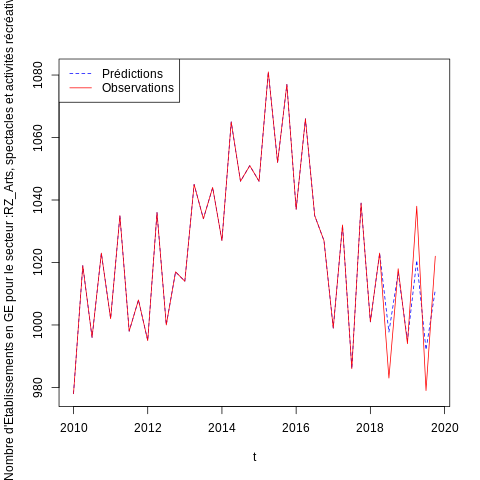 Nombre d'Etablissements en GE pour le secteur :RZ_Arts, spectacles et activités récréativ
1080
1060
1040
1020
1000
980
Prédictions
Observations
2010 2012 2014 2016 2018 2020
t